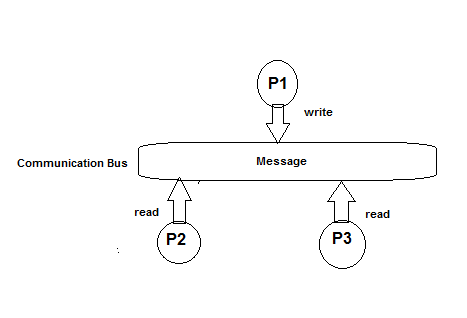 P1
write
Communication Bus
Message
read
read
P2
P3